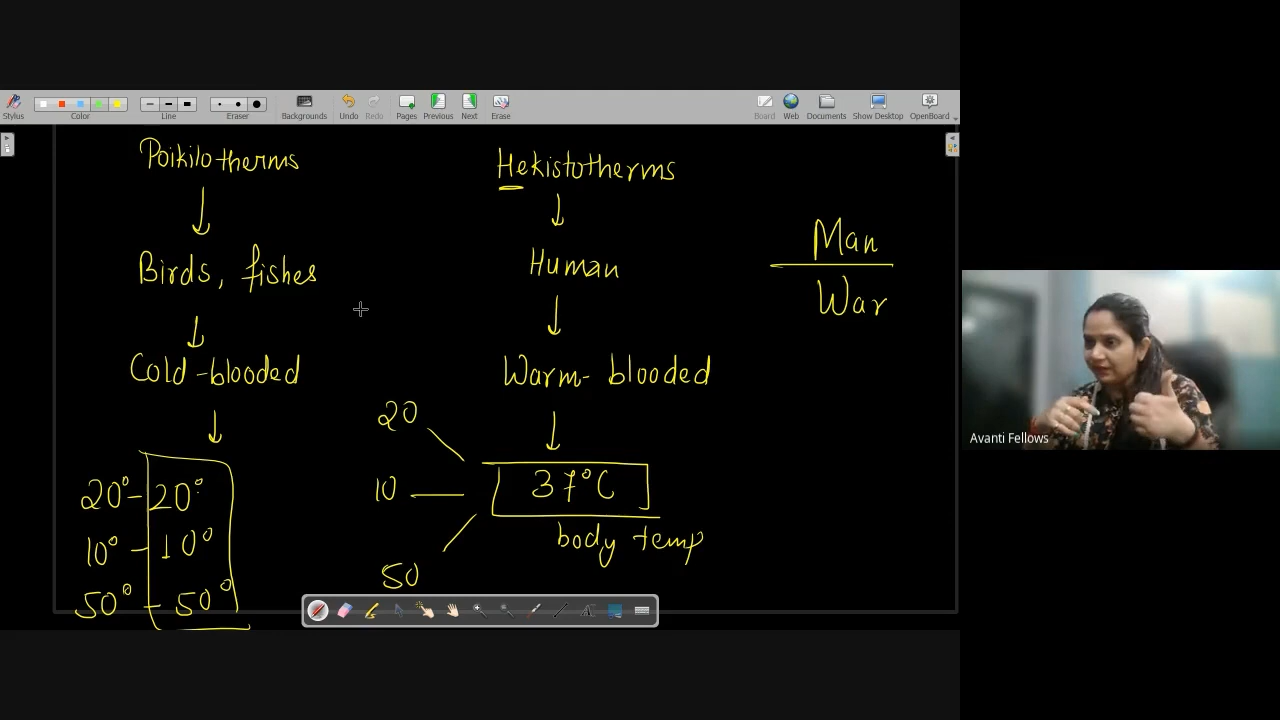 Stylus Color Line Eraser Backgrounds Undo Redo Pages Previous Next Erase Board Web Documents Show Desktop OpenBoard
Poikilotherms
Birds, fishes
Cold-blooded
20° - 20°
10° - 10°
50° - 50°
Hekistotherms
Human
Warm-blooded
20
10
50
37°C
body temp
Man
War
Avanti Fellows